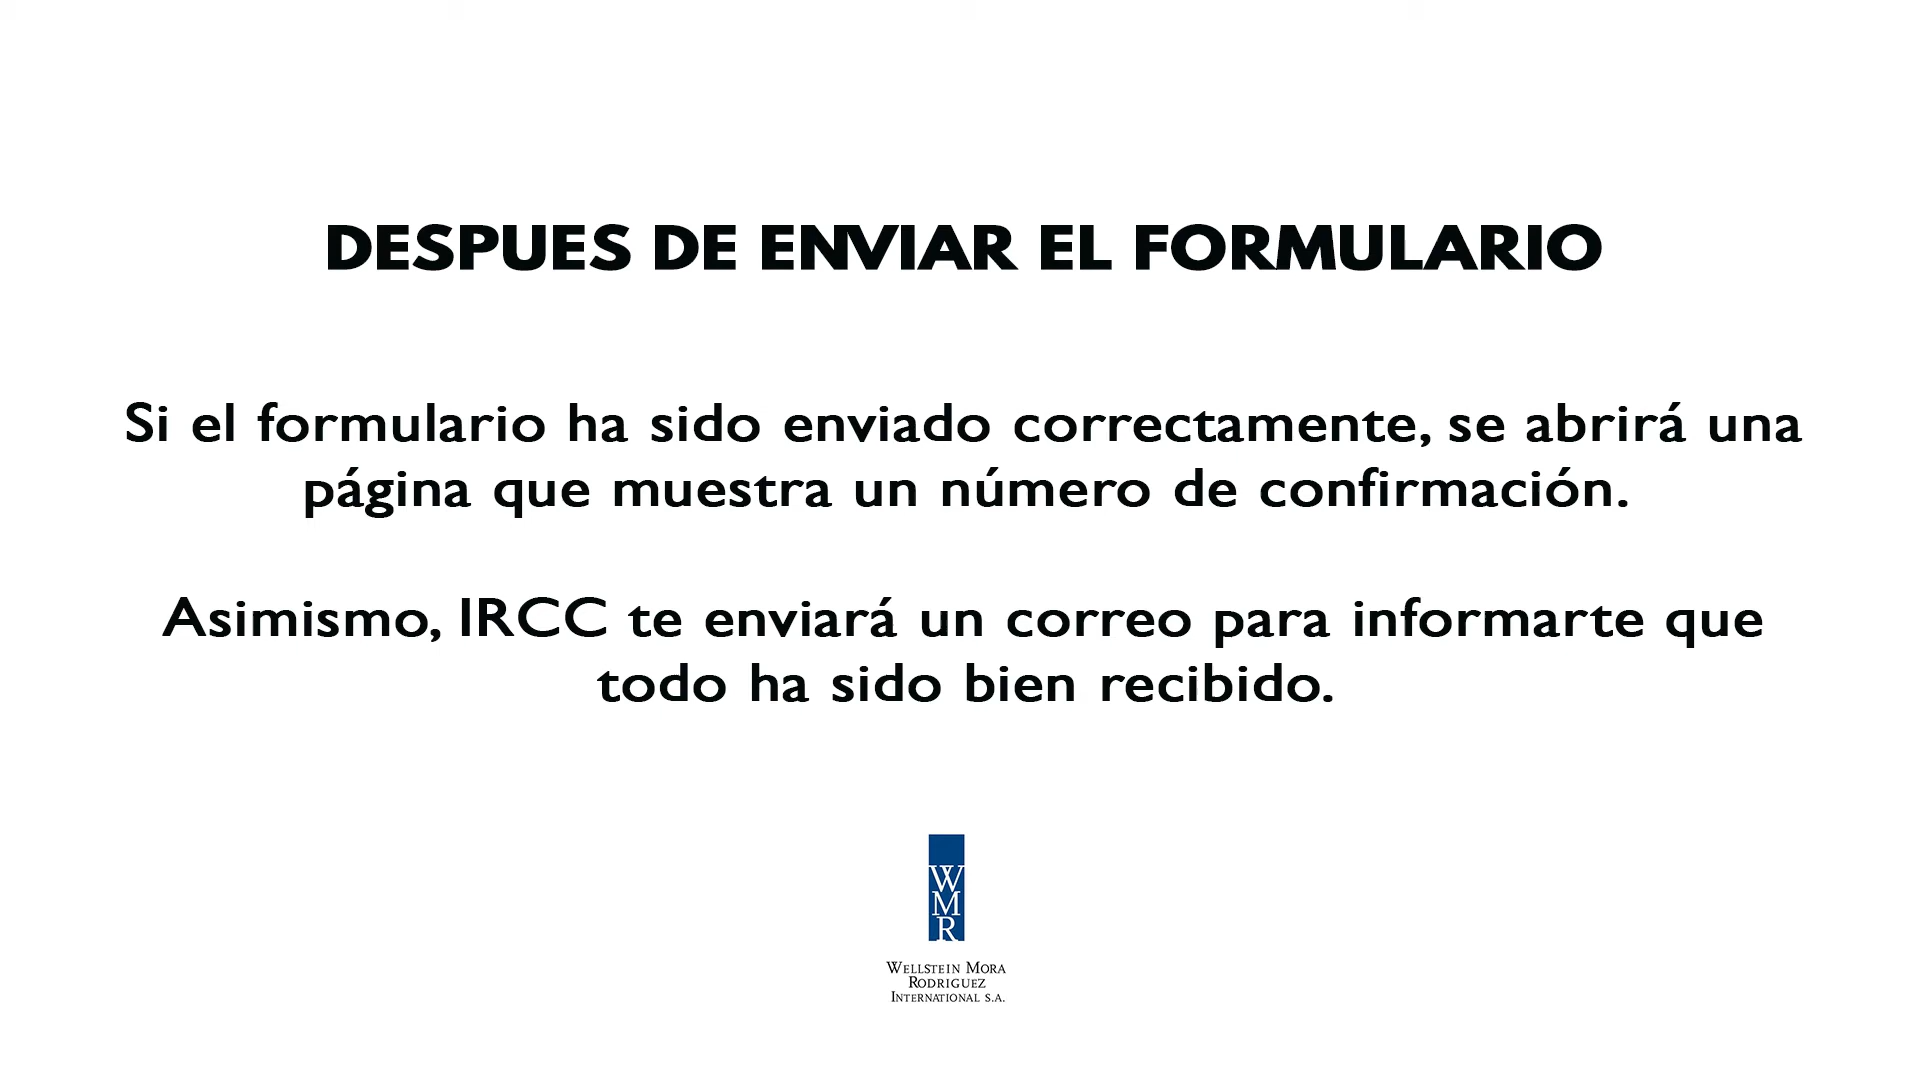 DESPUES DE ENVIAR EL FORMULARIO
Si el formulario ha sido enviado correctamente, se abrirá una
página que muestra un número de confirmación.
Asimismo, IRCC te enviará un correo para informarte que
todo ha sido bien recibido.
W
M
R
WELLSTEIN MORA
RODRIGUEZ
INTERNATIONAL S.A.